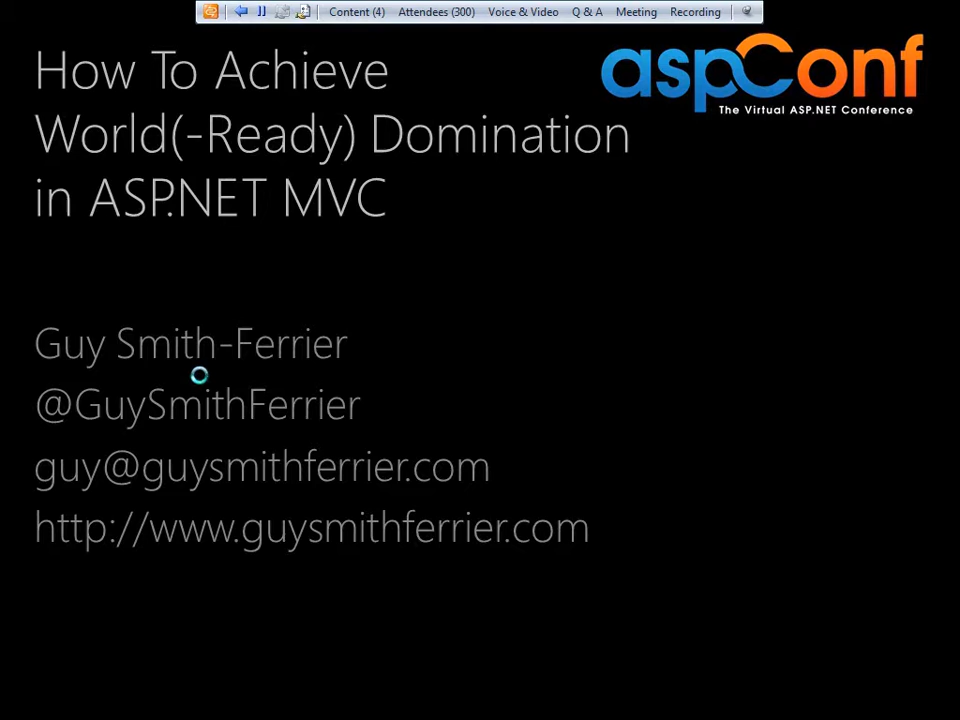 Content (4) Attendees (300) Voice & Video Q & A Meeting Recording
How To Achieve
World(-Ready) Domination
in ASP.NET MVC
aspConf
The Virtual ASP.NET Conference
Guy Smith-Ferrier
@GuySmithFerrier
guy@guysmithferrier.com
http://www.guysmithferrier.com